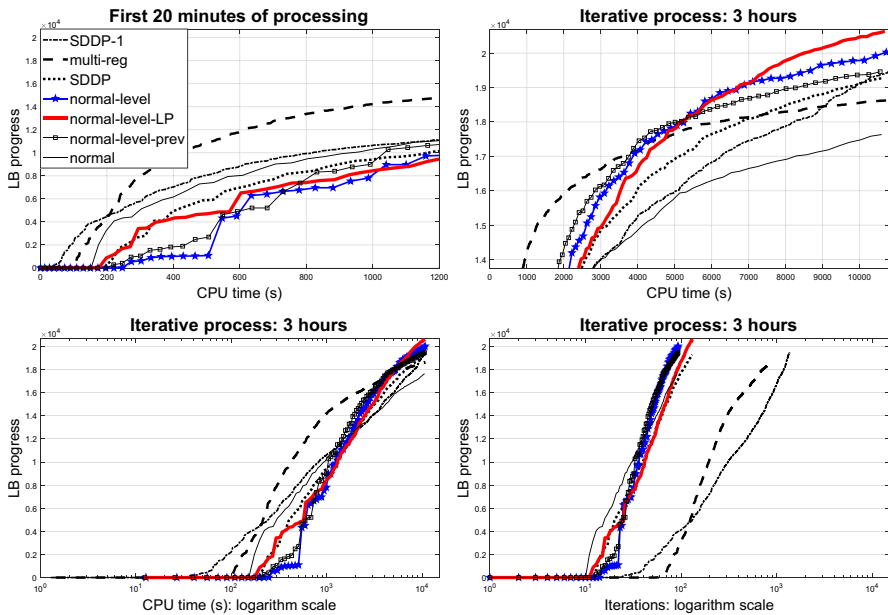 First 20 minutes of processing
×10⁴
2
1.8
1.6
1.4
1.2
1
0.8
0.6
0.4
0.2
0
LB progress
SDDP-1
multi-reg
SDDP
normal-level
normal-level-LP
normal-level-prev
normal
0 200 400 600 800 1000 1200
CPU time (s)
Iterative process: 3 hours
×10⁴
2
1.9
1.8
1.7
1.6
1.5
1.4
LB progress
0 1000 2000 3000 4000 5000 6000 7000 8000 9000 10000
CPU time (s)
Iterative process: 3 hours
×10⁴
2
1.8
1.6
1.4
1.2
1
0.8
0.6
0.4
0.2
0
LB progress
10⁰ 10¹ 10² 10³ 10⁴
CPU time (s): logarithm scale
Iterative process: 3 hours
×10⁴
2
1.8
1.6
1.4
1.2
1
0.8
0.6
0.4
0.2
0
LB progress
10⁰ 10¹ 10² 10³ 10⁴
Iterations: logarithm scale